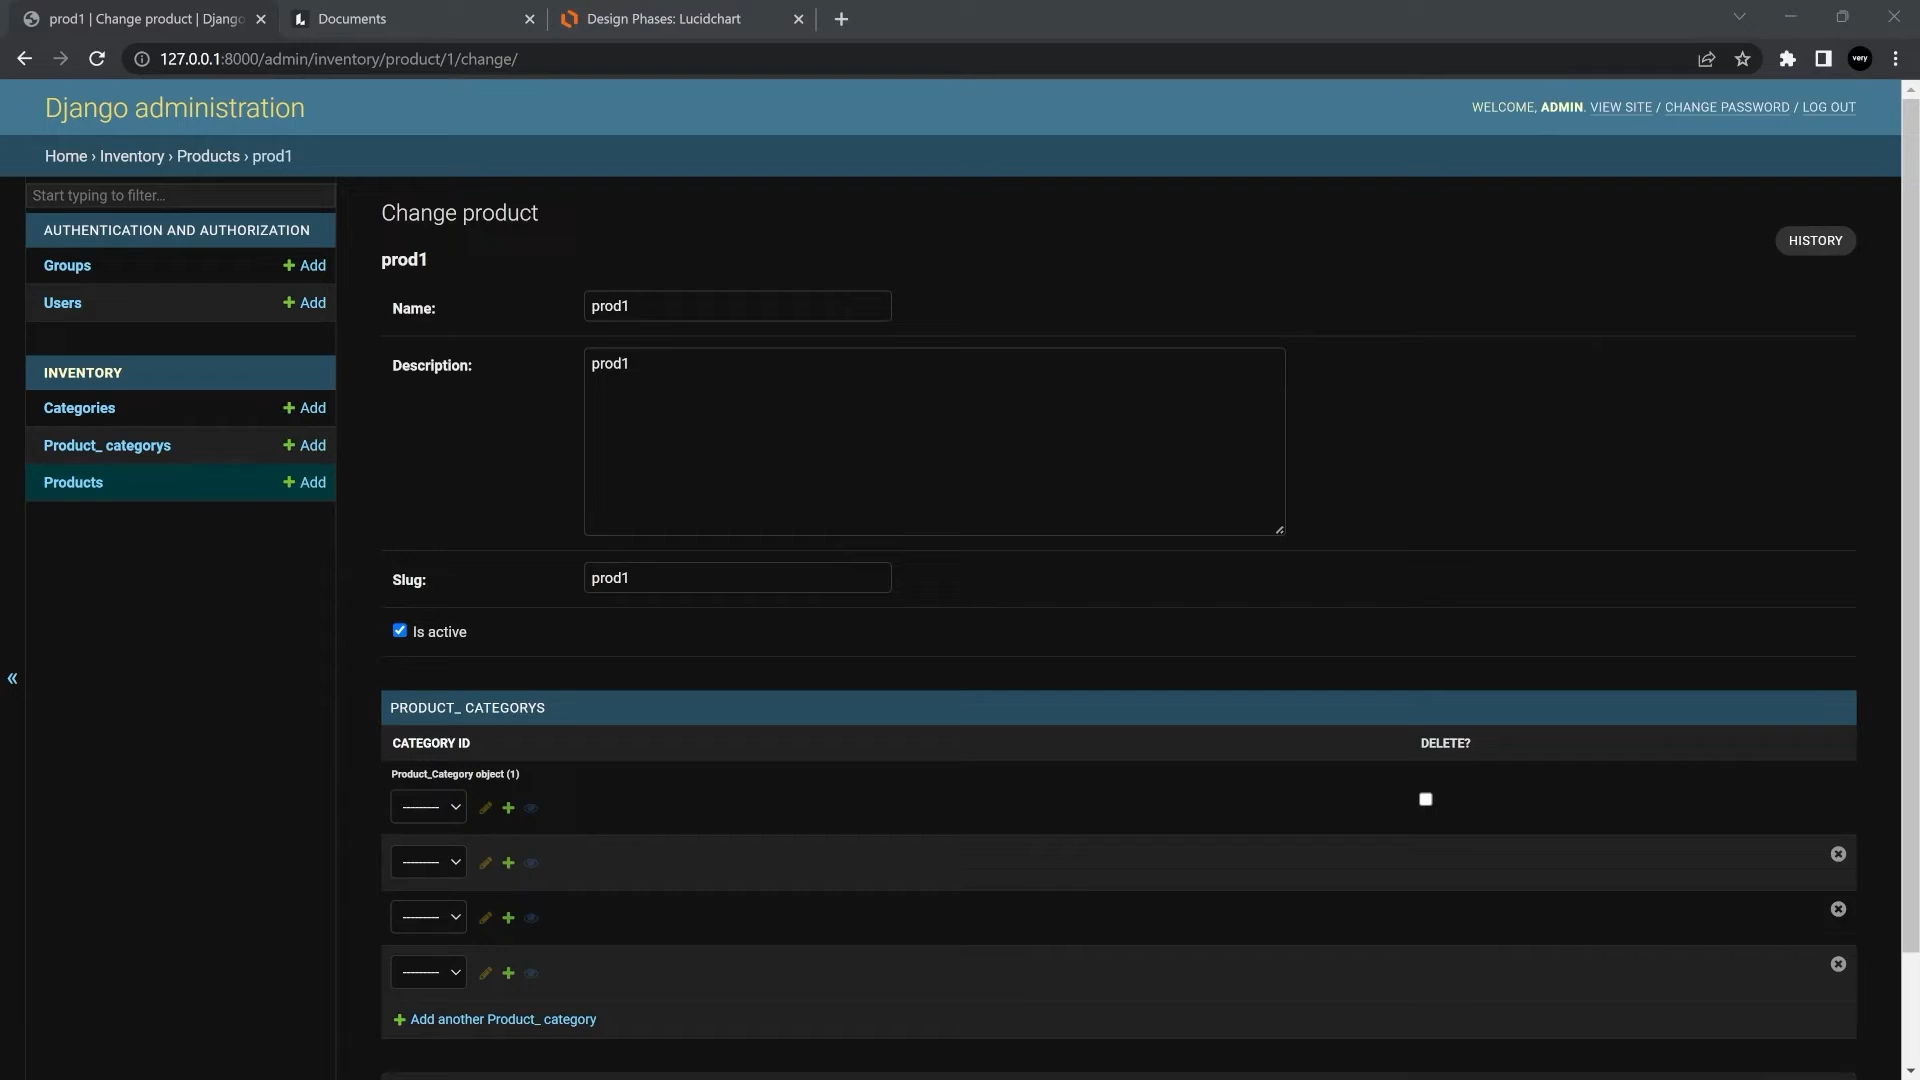 prod1 | Change product | Django
Documents
Design Phases: Lucidchart
127.0.0.1:8000/admin/inventory/product/1/change/
very
Django administration
WELCOME, ADMIN. VIEW SITE / CHANGE PASSWORD / LOG OUT
Home › Inventory › Products › prod1
Start typing to filter...
AUTHENTICATION AND AUTHORIZATION
Groups + Add
Users + Add
INVENTORY
Categories + Add
Product_ categorys + Add
Products + Add
«
Change product
HISTORY
prod1
Name: prod1
Description: prod1
Slug: prod1
Is active
PRODUCT_ CATEGORYS
CATEGORY ID DELETE?
Product_Category object (1)
---------
---------
---------
---------
+ Add another Product_ category